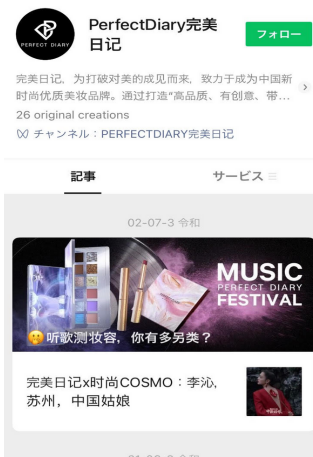 PERFECT DIARY
PerfectDiary完美
日记
フォロー
完美日记，为打破对美的成见而来，致力于成为中国新
时尚优质美妆品牌。通过打造“高品质、有创意、带...
26 original creations
チャンネル：PERFECTDIARY完美日记
記事
サービス
02-07-3 令和
MUSIC
PERFECT DIARY
FESTIVAL
听歌测妆容，你有多另类？
完美日记x时尚COSMO：李沁，
苏州，中国姑娘